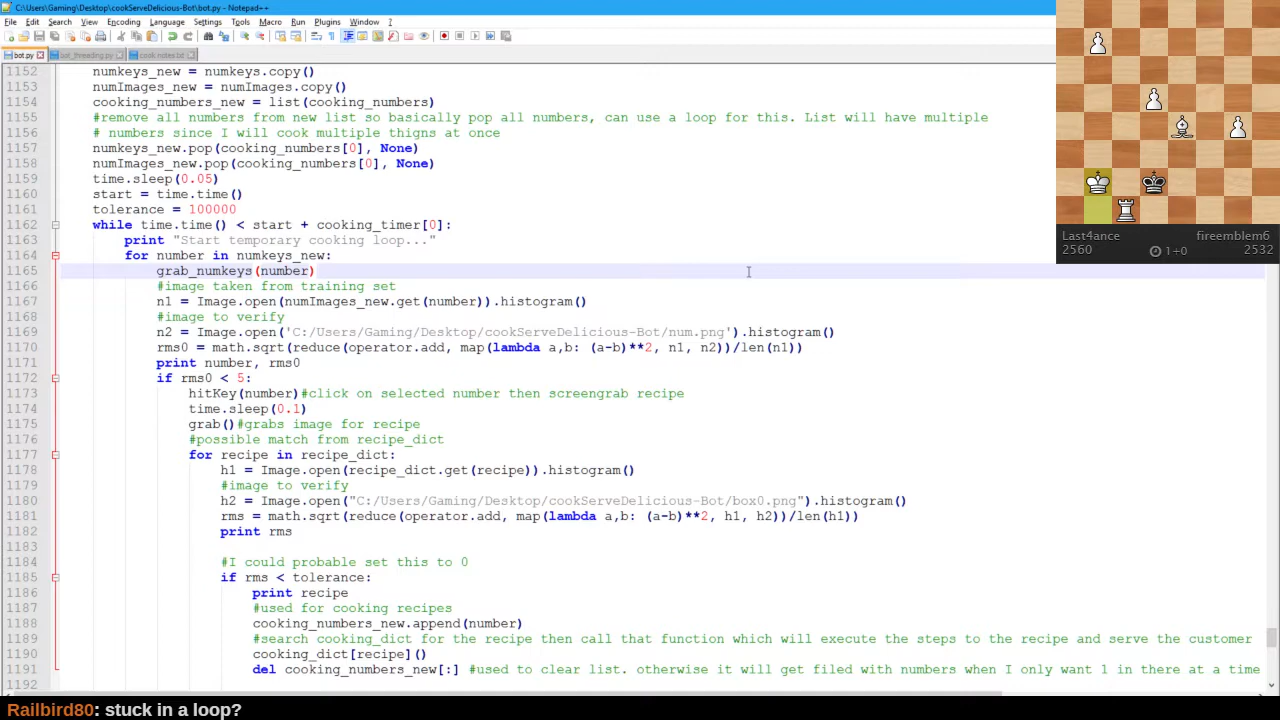 C:\Users\Gaming\Desktop\cookServeDelicious-Bot\bot.py - Notepad++
File Edit Search View Encoding Language Settings Tools Macro Run Plugins Window ?
bot.py bot_threading.py cook notes.txt
1152 numkeys_new = numkeys.copy()
1153 numImages_new = numImages.copy()
1154 cooking_numbers_new = list(cooking_numbers)
1155 #remove all numbers from new list so basically pop all numbers, can use a loop for this. List will have multiple
1156 # numbers since I will cook multiple thigns at once
1157 numkeys_new.pop(cooking_numbers[0], None)
1158 numImages_new.pop(cooking_numbers[0], None)
1159 time.sleep(0.05)
1160 start = time.time()
1161 tolerance = 100000
1162 while time.time() < start + cooking_timer[0]:
1163 print "Start temporary cooking loop..."
1164 for number in numkeys_new:
1165 grab_numkeys(number)
1166 #image taken from training set
1167 n1 = Image.open(numImages_new.get(number)).histogram()
1168 #image to verify
1169 n2 = Image.open('C:/Users/Gaming/Desktop/cookServeDelicious-Bot/num.png').histogram()
1170 rms0 = math.sqrt(reduce(operator.add, map(lambda a,b: (a-b)**2, n1, n2))/len(n1))
1171 print number, rms0
1172 if rms0 < 5:
1173 hitKey(number)#click on selected number then screengrab recipe
1174 time.sleep(0.1)
1175 grab()#grabs image for recipe
1176 #possible match from recipe_dict
1177 for recipe in recipe_dict:
1178 h1 = Image.open(recipe_dict.get(recipe)).histogram()
1179 #image to verify
1180 h2 = Image.open("C:/Users/Gaming/Desktop/cookServeDelicious-Bot/box0.png").histogram()
1181 rms = math.sqrt(reduce(operator.add, map(lambda a,b: (a-b)**2, h1, h2))/len(h1))
1182 print rms
1183
1184 #I could probable set this to 0
1185 if rms < tolerance:
1186 print recipe
1187 #used for cooking recipes
1188 cooking_numbers_new.append(number)
1189 #search cooking_dict for the recipe then call that function which will execute the steps to the recipe and serve the customer
1190 cooking_dict[recipe]()
1191 del cooking_numbers_new[:] #used to clear list. otherwise it will get filed with numbers when I only want 1 in there at a time
1192
Last4ance fireemblem6
2560 1+0 2532
Railbird80: stuck in a loop?